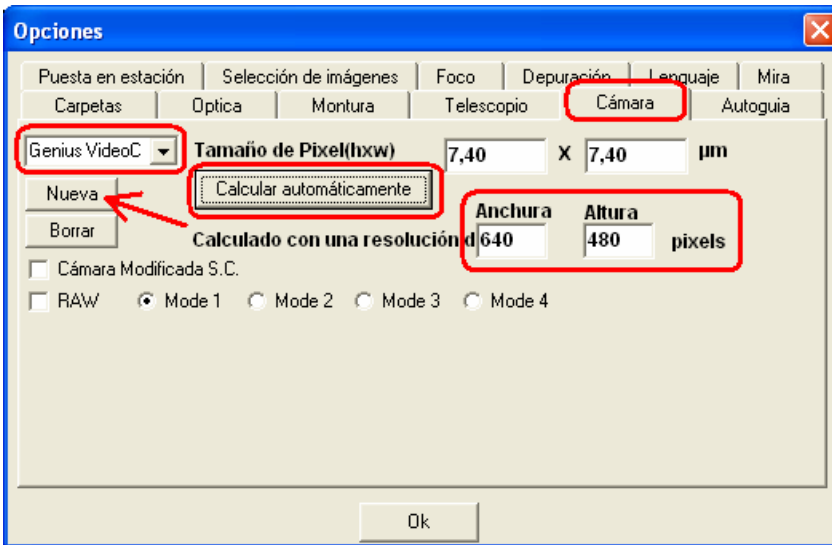 Opciones
Puesta en estación Selección de imágenes Foco Depuración Lenguaje Mira
Carpetas Optica Montura Telescopio Cámara Autoguia
Genius VideoC Tamaño de Pixel(hxw) 7,40 X 7,40 µm
Nueva Calcular automáticamente
Anchura Altura
Borrar Calculado con una resolución d 640 480 pixels
Cámara Modificada S.C.
RAW Mode 1 Mode 2 Mode 3 Mode 4
Ok